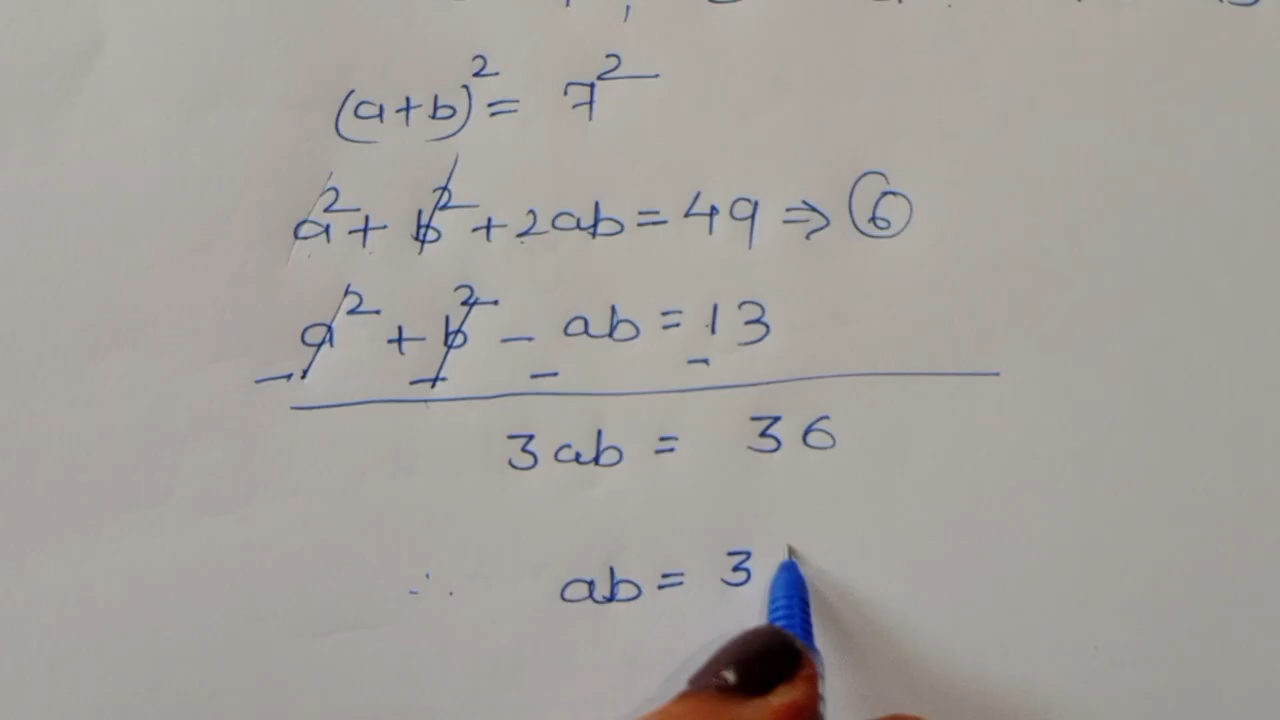 (a+b)² = 7²
a² + b² + 2ab = 49 ⇒ ⑥
a² + b² - ab = 13
- - - -
3ab = 36
∴ ab = 3